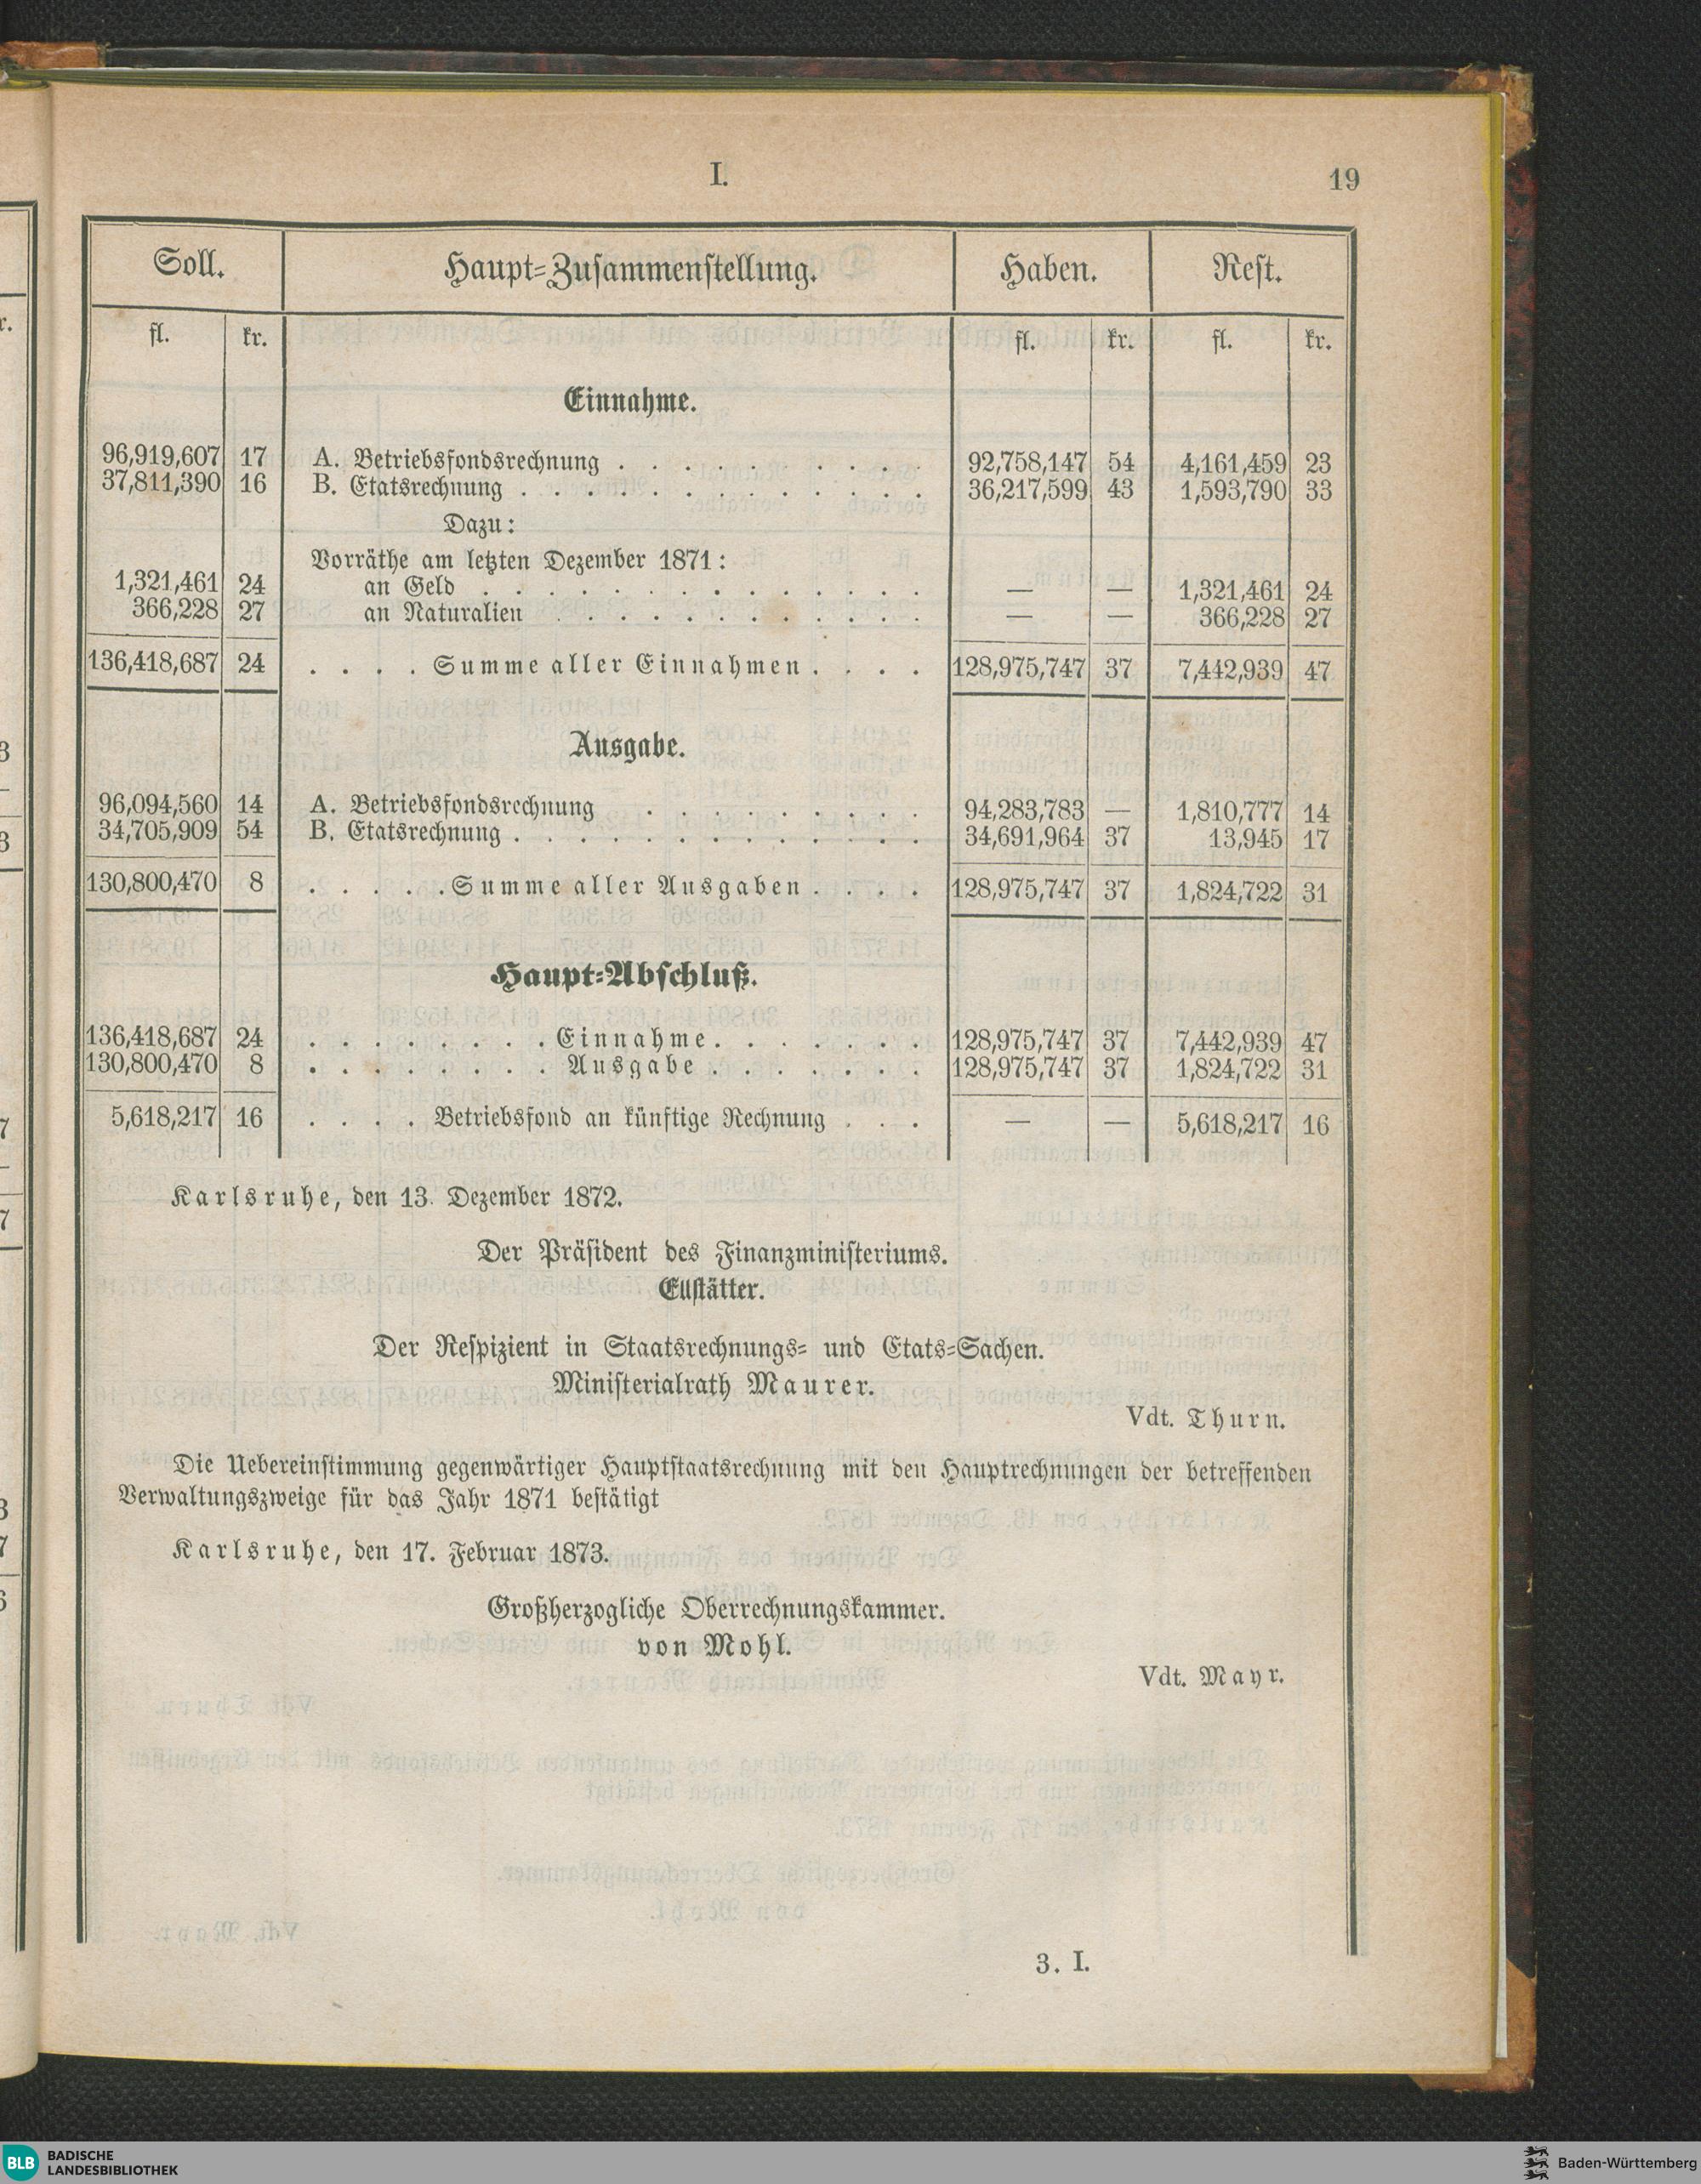 I. 19
Soll. Haupt-Zusammenstellung. Haben. Rest.
fl. kr. fl. kr. fl. kr.
Einnahme.
96,919,607 17 A. Betriebsfondsrechnung . . . . . . . . . . 92,758,147 54 4,161,459 23
37,811,390 16 B. Etatsrechnung . . . . . . . . . . . . . 36,217,599 43 1,593,790 33
Dazu:
Vorräthe am letzten Dezember 1871:
1,321,461 24 an Geld . . . . . . . . . . . . . . — — 1,321,461 24
366,228 27 an Naturalien . . . . . . . . . . . . — — 366,228 27
136,418,687 24 . . . . Summe aller Einnahmen . . . . 128,975,747 37 7,442,939 47
Ausgabe.
96,094,560 14 A. Betriebsfondsrechnung . . . . . . . . . 94,283,783 — 1,810,777 14
34,705,909 54 B. Etatsrechnung . . . . . . . . . . . . . 34,691,964 37 13,945 17
130,800,470 8 . . . . . Summe aller Ausgaben . . . . 128,975,747 37 1,824,722 31
Haupt-Abschluß.
136,418,687 24 . . . . . . . . Einnahme . . . . . . . 128,975,747 37 7,442,939 47
130,800,470 8 . . . . . . . . Ausgabe . . . . . . . 128,975,747 37 1,824,722 31
5,618,217 16 . . . . Betriebsfond an künftige Rechnung . . . — — 5,618,217 16
Karlsruhe, den 13. Dezember 1872.
Der Präsident des Finanzministeriums.
Ellstätter.
Der Respizient in Staatsrechnungs- und Etats-Sachen.
Ministerialrath Maurer.
Vdt. Thurn.
Die Uebereinstimmung gegenwärtiger Hauptstaatsrechnung mit den Hauptrechnungen der betreffenden
Verwaltungszweige für das Jahr 1871 bestätigt
Karlsruhe, den 17. Februar 1873.
Großherzogliche Oberrechnungskammer.
von Mohl.
Vdt. Mayr.
3. I.
BLB BADISCHE
LANDESBIBLIOTHEK
Baden-Württemberg